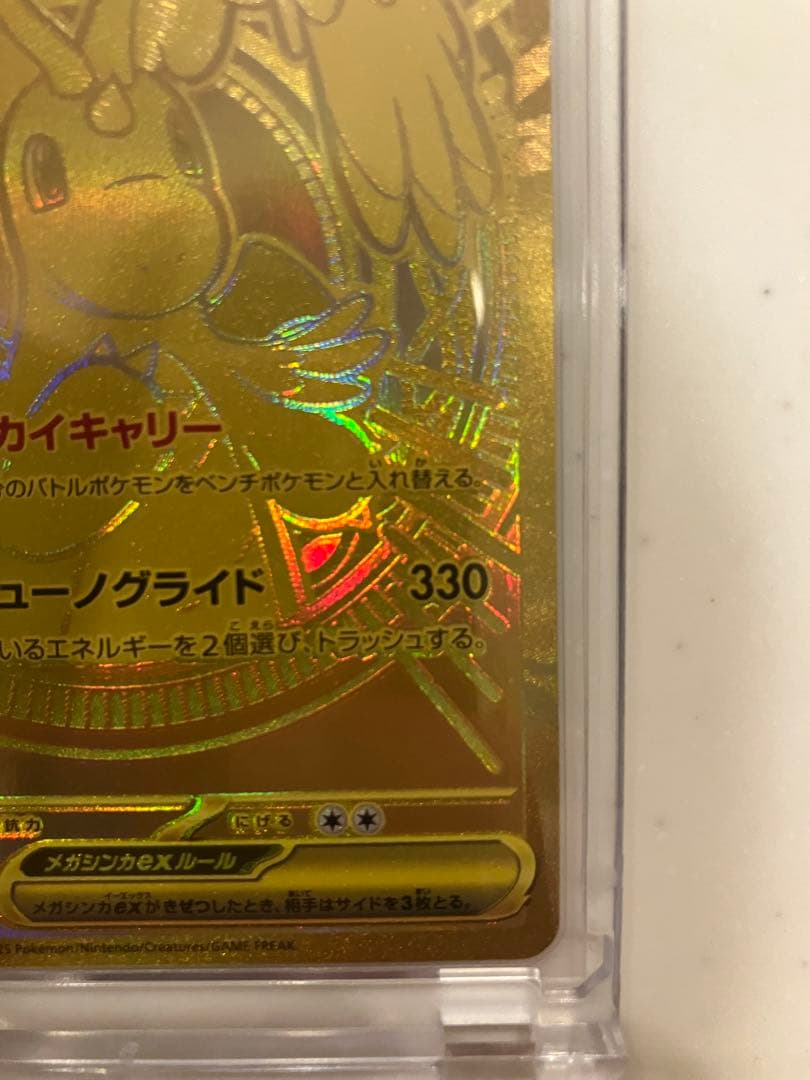 カイキャリー
のバトルポケモンをベンチポケモンと入れ替える。
ューノグライド 330
いるエネルギーを2個選び、トラッシュする。
抗力 にげる
メガシンカexルール
メガシンカexがきぜつしたとき、相手はサイドを3枚とる。
25 Pokémon/Nintendo/Creatures/GAME FREAK.